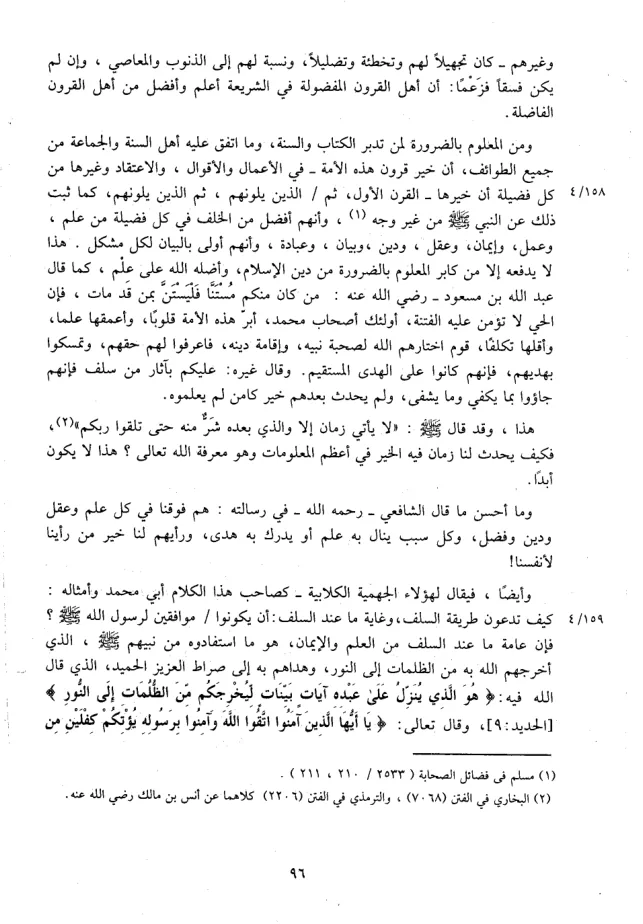 وغيرهم ـ كان تجهيلاً لهم وتخطئة وتضليلاً، ونسبة لهم إلى الذنوب والمعاصي ، وإن لم
يكن فسقاً فزَعْمًا: أن أهل القرون المفضولة في الشريعة أعلم وأفضل من أهل القرون
الفاضلة.
ومن المعلوم بالضرورة لمن تدبر الكتاب والسنة، وما اتفق عليه أهل السنة والجماعة من
جميع الطوائف، أن خير قرون هذه الأمة ـ في الأعمال والأقوال ، والاعتقاد وغيرها من
٤/١٥٨ كل فضيلة أن خيرها ـ القرن الأول، ثم / الذين يلونهم ، ثم الذين يلونهم، كما ثبت
ذلك عن النبي ﷺ من غير وجه (١) ، وأنهم أفضل من الخلف في كل فضيلة من علم ،
وعمل، وإيمان، وعقل ، ودين ،وبيان ، وعبادة ، وأنهم أولى بالبيان لكل مشكل . هذا
لا يدفعه إلا من كابر المعلوم بالضرورة من دين الإسلام، وأضله الله على عِلْم ، كما قال
عبد الله بن مسعود ـ رضي الله عنه : من كان منكم مُسْتَنًّا فَلْيَسْتَنَّ بمن قد مات ، فإن
الحي لا تؤمن عليه الفتنة، أولئك أصحاب محمد، أبرّ هذه الأمة قلوبًا، وأعمقها علما،
وأقلها تكلفًا، قوم اختارهم الله لصحبة نبيه، وإقامة دينه، فاعرفوا لهم حقهم، وتمسكوا
بهديهم، فإنهم كانوا على الهدى المستقيم. وقال غيره: عليكم بآثار من سلف فإنهم
جاؤوا بما يكفي وما يشفى، ولم يحدث بعدهم خير كامن لم يعلموه.
هذا ، وقد قال ﷺ : «لا يأتي زمان إلا والذي بعده شَرٌّ منه حتى تلقوا ربكم»(٢)،
فكيف يحدث لنا زمان فيه الخير في أعظم المعلومات وهو معرفة الله تعالى ؟ هذا لا يكون
أبدًا.
وما أحسن ما قال الشافعي ـ رحمه الله ـ في رسالته : هم فوقنا في كل علم وعقل
ودين وفضل، وكل سبب ينال به علم أو يدرك به هدى، ورأيهم لنا خير من رأينا
لأنفسنا!
وأيضًا ، فيقال لهؤلاء الجهمية الكلابية ـ كصاحب هذا الكلام أبي محمد وأمثاله :
٤/١٥٩ كيف تدعون طريقة السلف،وغاية ما عند السلف: أن يكونوا / موافقين لرسول الله ﷺ ؟
فإن عامة ما عند السلف من العلم والإيمان، هو ما استفادوه من نبيهم ﷺ ، الذي
أخرجهم الله به من الظلمات إلى النور، وهداهم به إلى صراط العزيز الحميد، الذي قال
الله فيه: ﴿ هُوَ الَّذِي يُنَزِّلُ عَلَىٰ عَبْدِهِ آيَاتٍ بَيِّنَاتٍ لِّيُخْرِجَكُم مِّنَ الظُّلُمَاتِ إِلَى النُّورِ ﴾
[الحديد:٩]، وقال تعالى: ﴿ يَا أَيُّهَا الَّذِينَ آمَنُوا اتَّقُوا اللَّهَ وَآمِنُوا بِرَسُولِهِ يُؤْتِكُمْ كِفْلَيْنِ مِن
(١) مسلم فى فضائل الصحابة ( ٢٥٣٣ / ٢١٠ ، ٢١١ ) .
(٢) البخاري في الفتن (٧٠٦٨) ، والترمذي في الفتن (٢٢٠٦) كلاهما عن أنس بن مالك رضي الله عنه.
٩٦